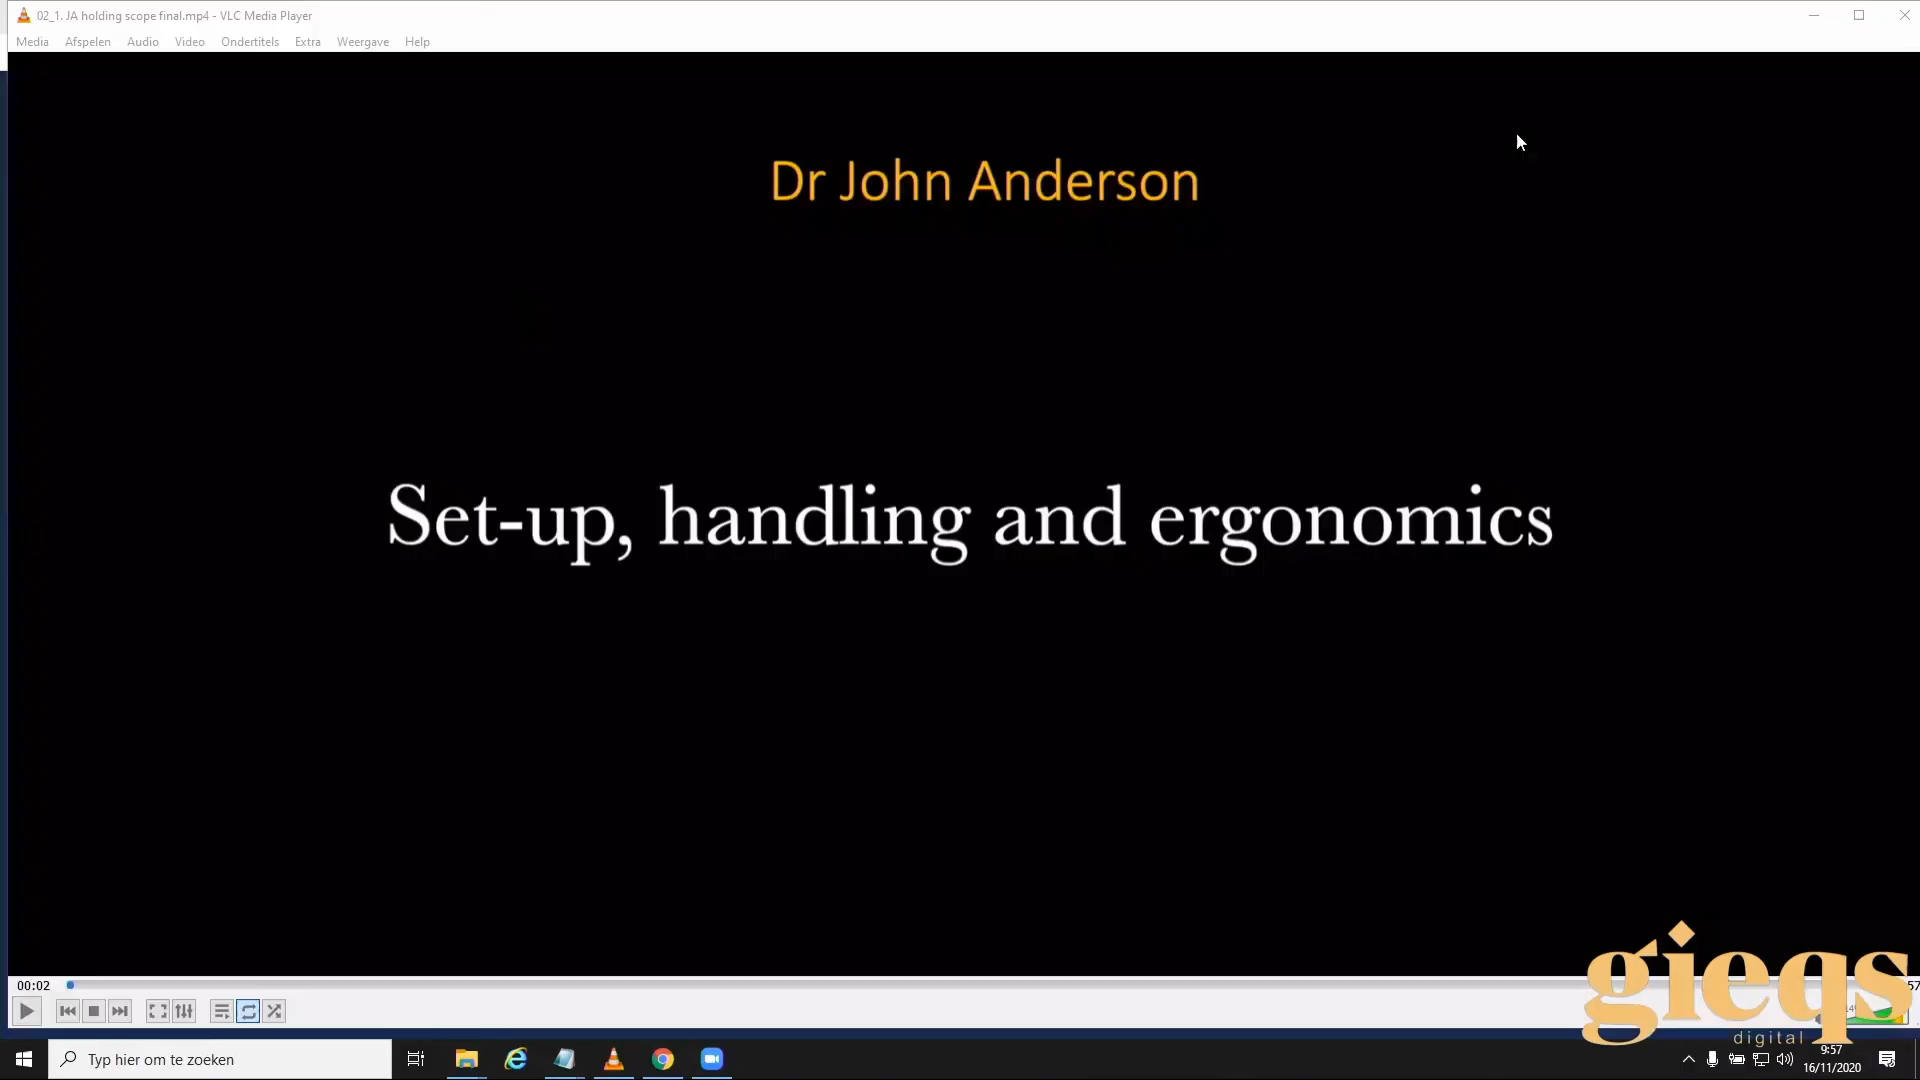 02_1. JA holding scope final.mp4 - VLC Media Player
Media Afspelen Audio Video Ondertitels Extra Weergave Help
Dr John Anderson
Set-up, handling and ergonomics
00:02
gieqs
digital
Typ hier om te zoeken
9:57
16/11/2020